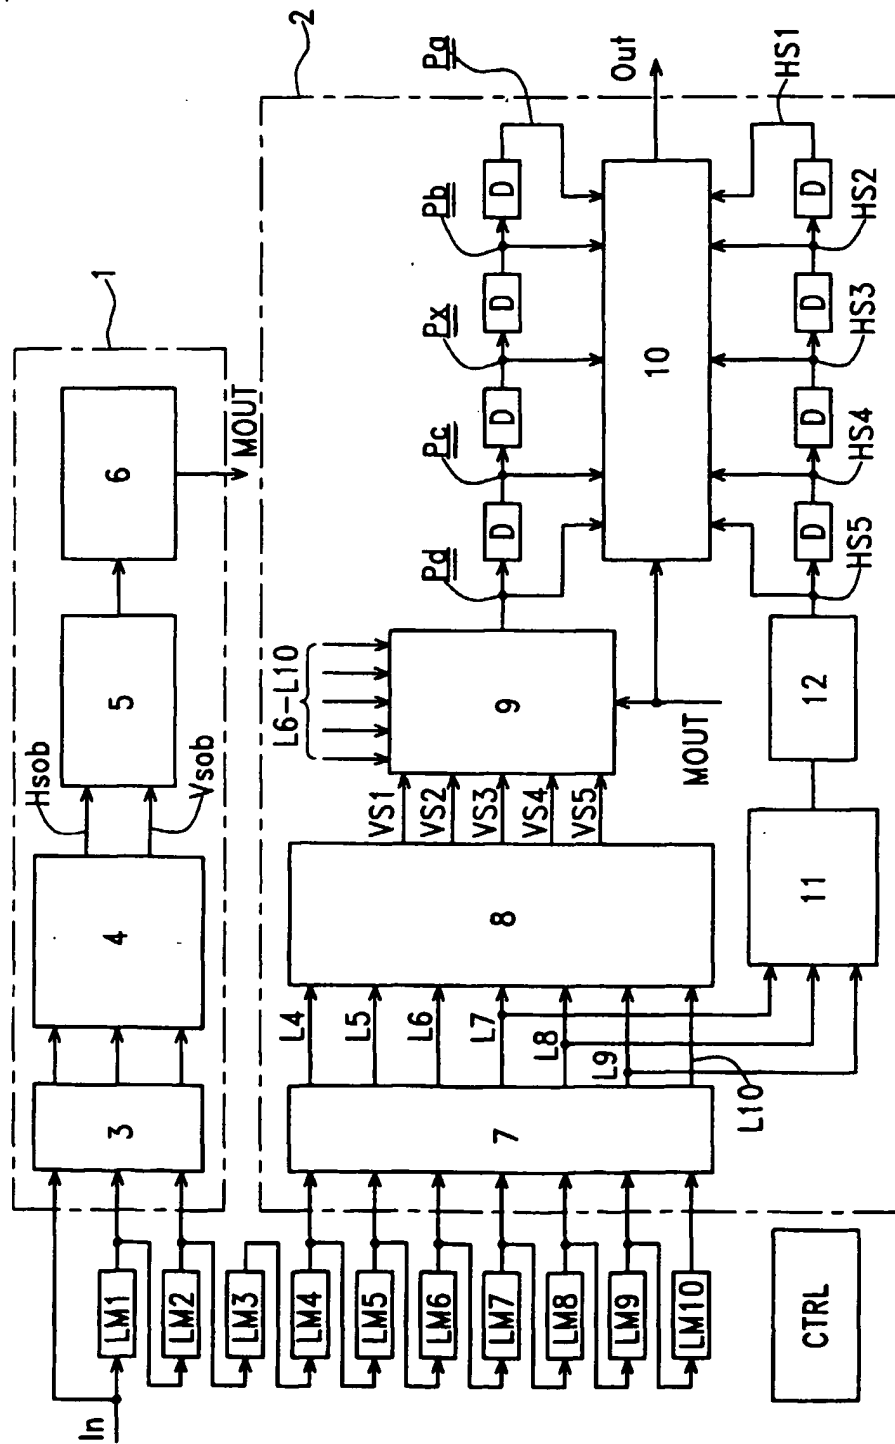 In
LM1
LM2
LM3
LM4
LM5
LM6
LM7
LM8
LM9
LM10
CTRL
1
3
4
Hsob
Vsob
5
6
MOUT
2
7
L4
L5
L6
L7
L8
L9
L10
8
VS1
VS2
VS3
VS4
VS5
L6-L10
9
MOUT
11
12
Pd
Pc
Px
Pb
Pa
D
D
D
D
10
Out
D
D
D
D
HS5
HS4
HS3
HS2
HS1